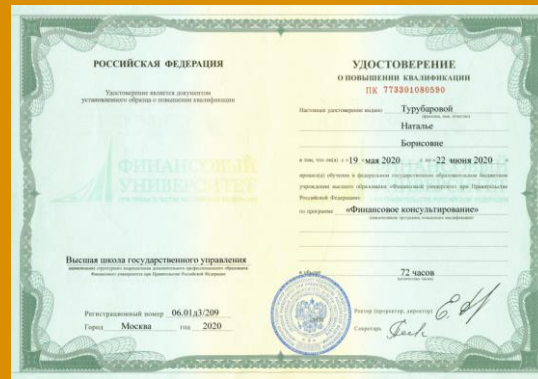 РОССИЙСКАЯ ФЕДЕРАЦИЯ
Удостоверение является документом
установленного образца о повышении квалификации
ФИНАНСОВЫЙ
УНИВЕРСИТЕТ
Высшая школа государственного управления
Регистрационный номер 06.01д3/209
Город Москва год 2020
УДОСТОВЕРЕНИЕ
О ПОВЫШЕНИИ КВАЛИФИКАЦИИ
ПК 773301080590
Настоящее удостоверение выдано Турубаровой
(фамилия, имя, отчество)
Наталье
Борисовне
в том, что он(а) с «19» мая 2020 г. по «22» июня 2020 г.
прошел(а) обучение в федеральном государственном образовательном бюджетном
учреждении высшего образования «Финансовый университет при Правительстве
Российской Федерации»
по программе «Финансовое консультирование»
в объеме 72 часов
Ректор (проректор, директор)
Секретарь